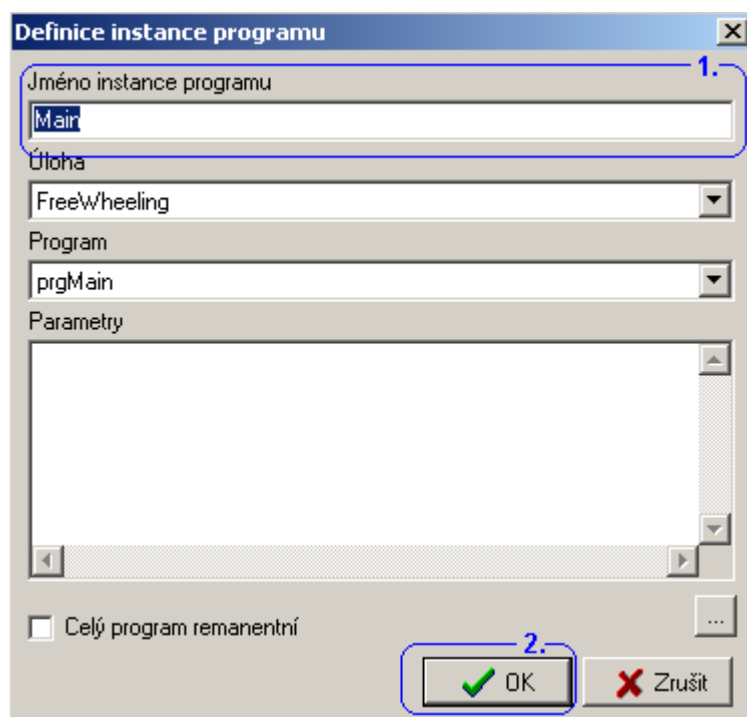 Definice instance programu
1.
Jméno instance programu
Main
Úloha
FreeWheeling
Program
prgMain
Parametry
Celý program remanentní
...
2.
OK
Zrušit